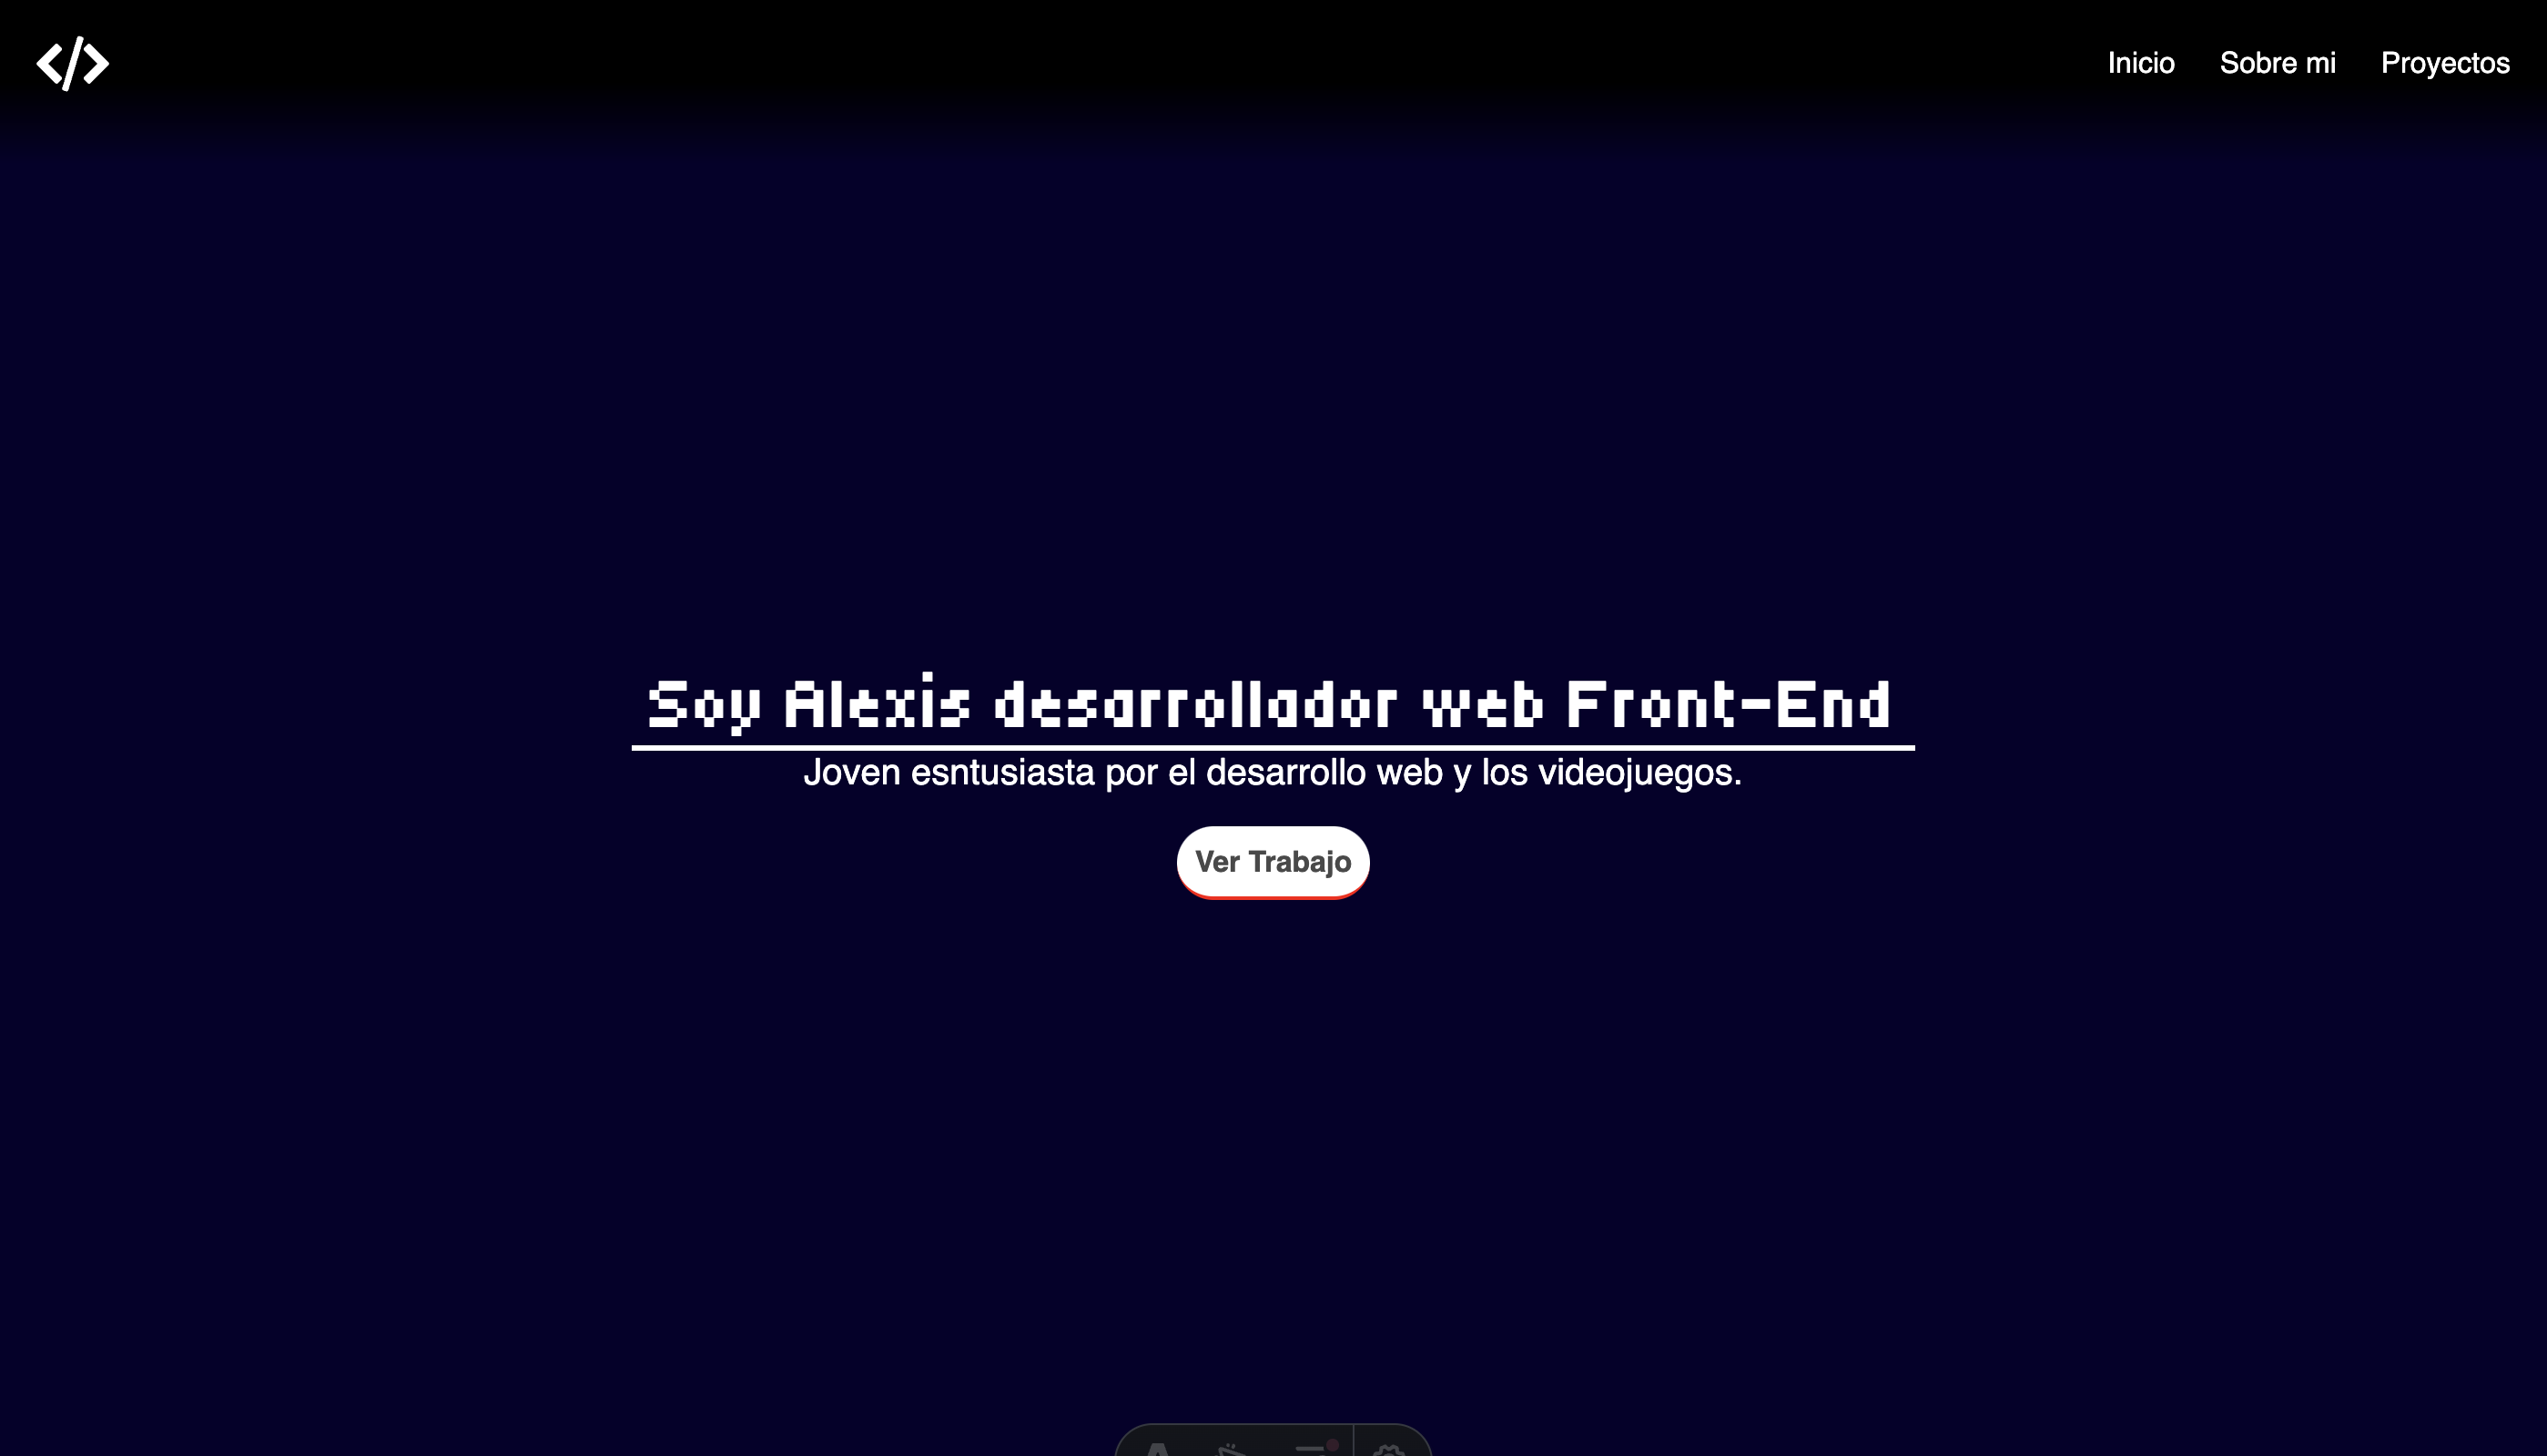 </>
Inicio Sobre mi Proyectos
Soy Alexis desarrollador web Front-End
Joven esntusiasta por el desarrollo web y los videojuegos.
Ver Trabajo